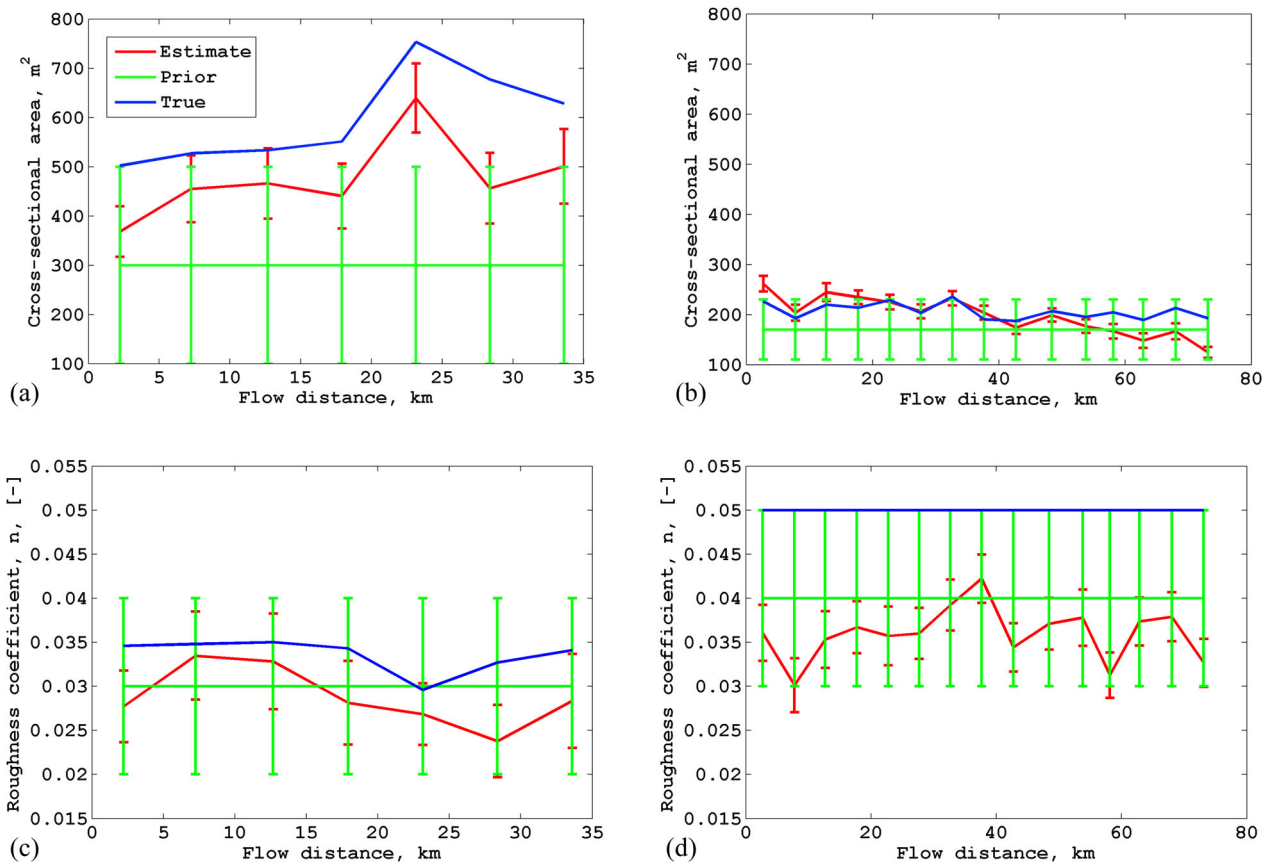 800
700
600
500
400
300
200
100
Cross-sectional area, m²
Estimate
Prior
True
0 5 10 15 20 25 30 35
Flow distance, km
(a)
800
700
600
500
400
300
200
100
Cross-sectional area, m²
0 20 40 60 80
Flow distance, km
(b)
0.055
0.05
0.045
0.04
0.035
0.03
0.025
0.02
0.015
Roughness coefficient, n, [-]
0 5 10 15 20 25 30 35
Flow distance, km
(c)
0.055
0.05
0.045
0.04
0.035
0.03
0.025
0.02
0.015
Roughness coefficient, n, [-]
0 20 40 60 80
Flow distance, km
(d)